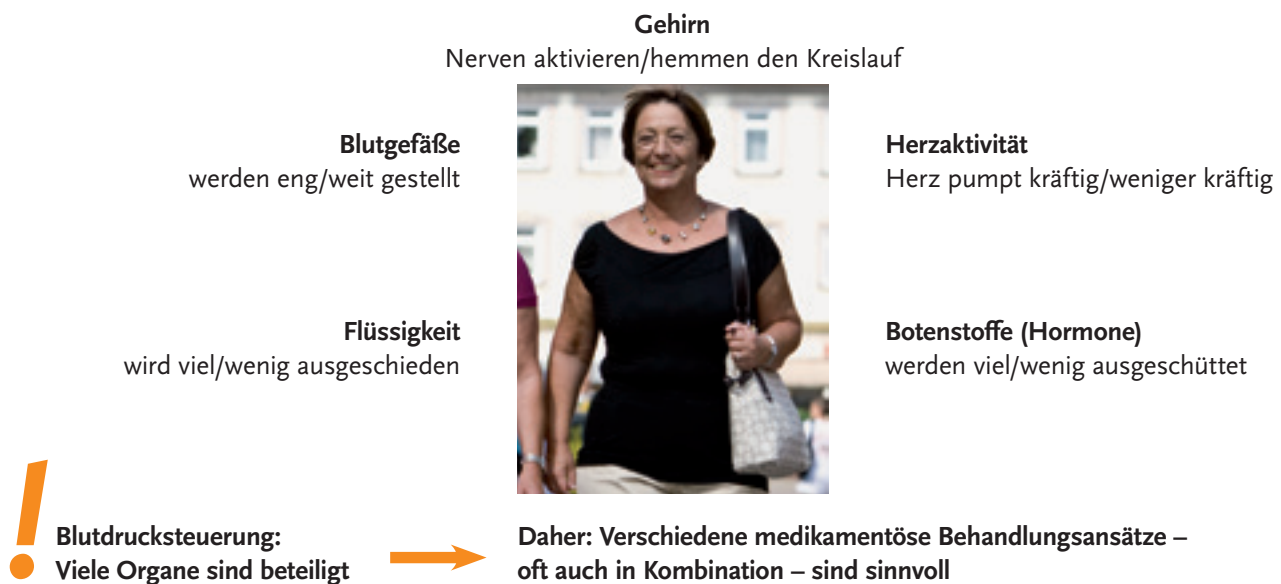 Gehirn
Nerven aktivieren/hemmen den Kreislauf
Blutgefäße
werden eng/weit gestellt
Herzaktivität
Herz pumpt kräftig/weniger kräftig
Flüssigkeit
wird viel/wenig ausgeschieden
Botenstoffe (Hormone)
werden viel/wenig ausgeschüttet
!
Blutdrucksteuerung:
Viele Organe sind beteiligt
Daher: Verschiedene medikamentöse Behandlungsansätze –
oft auch in Kombination – sind sinnvoll